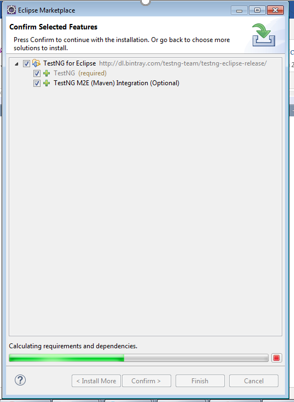 Eclipse Marketplace
Confirm Selected Features
Press Confirm to continue with the installation. Or go back to choose more
solutions to install.
TestNG for Eclipse http://dl.bintray.com/testng-team/testng-eclipse-release/
TestNG (required)
TestNG M2E (Maven) Integration (Optional)
Calculating requirements and dependencies.
< Install More
Confirm >
Finish
Cancel